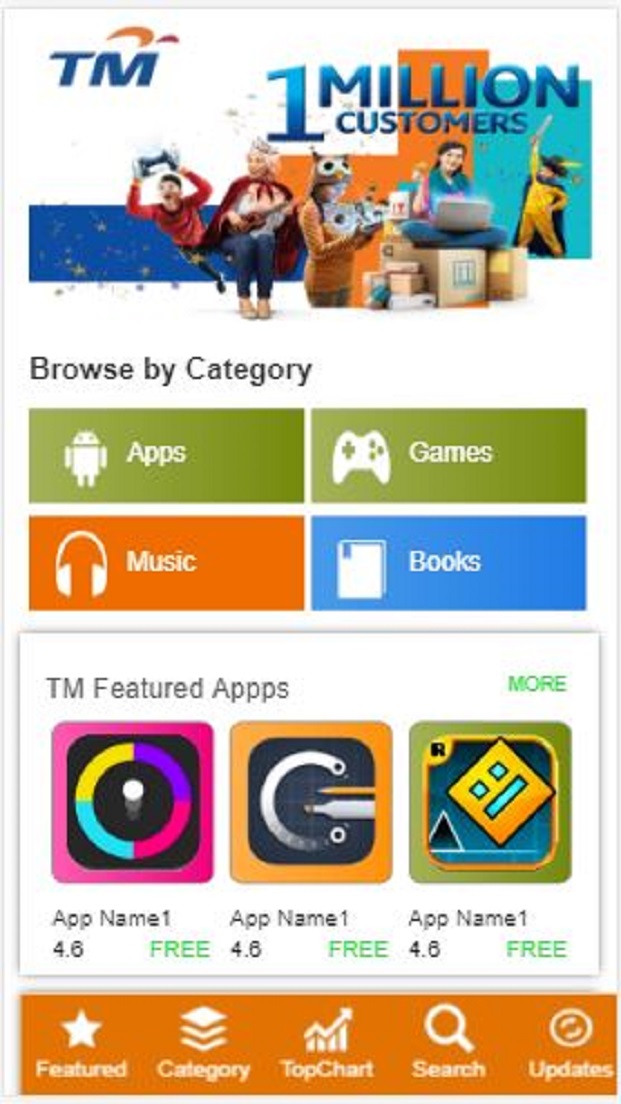 TM
1 MILLION
CUSTOMERS
IT
Browse by Category
Apps
Games
Music
Books
TM Featured Appps
MORE
R
App Name1
App Name1
App Name1
4.6 FREE
4.6 FREE
4.6 FREE
Featured
Category
TopChart
Search
Updates